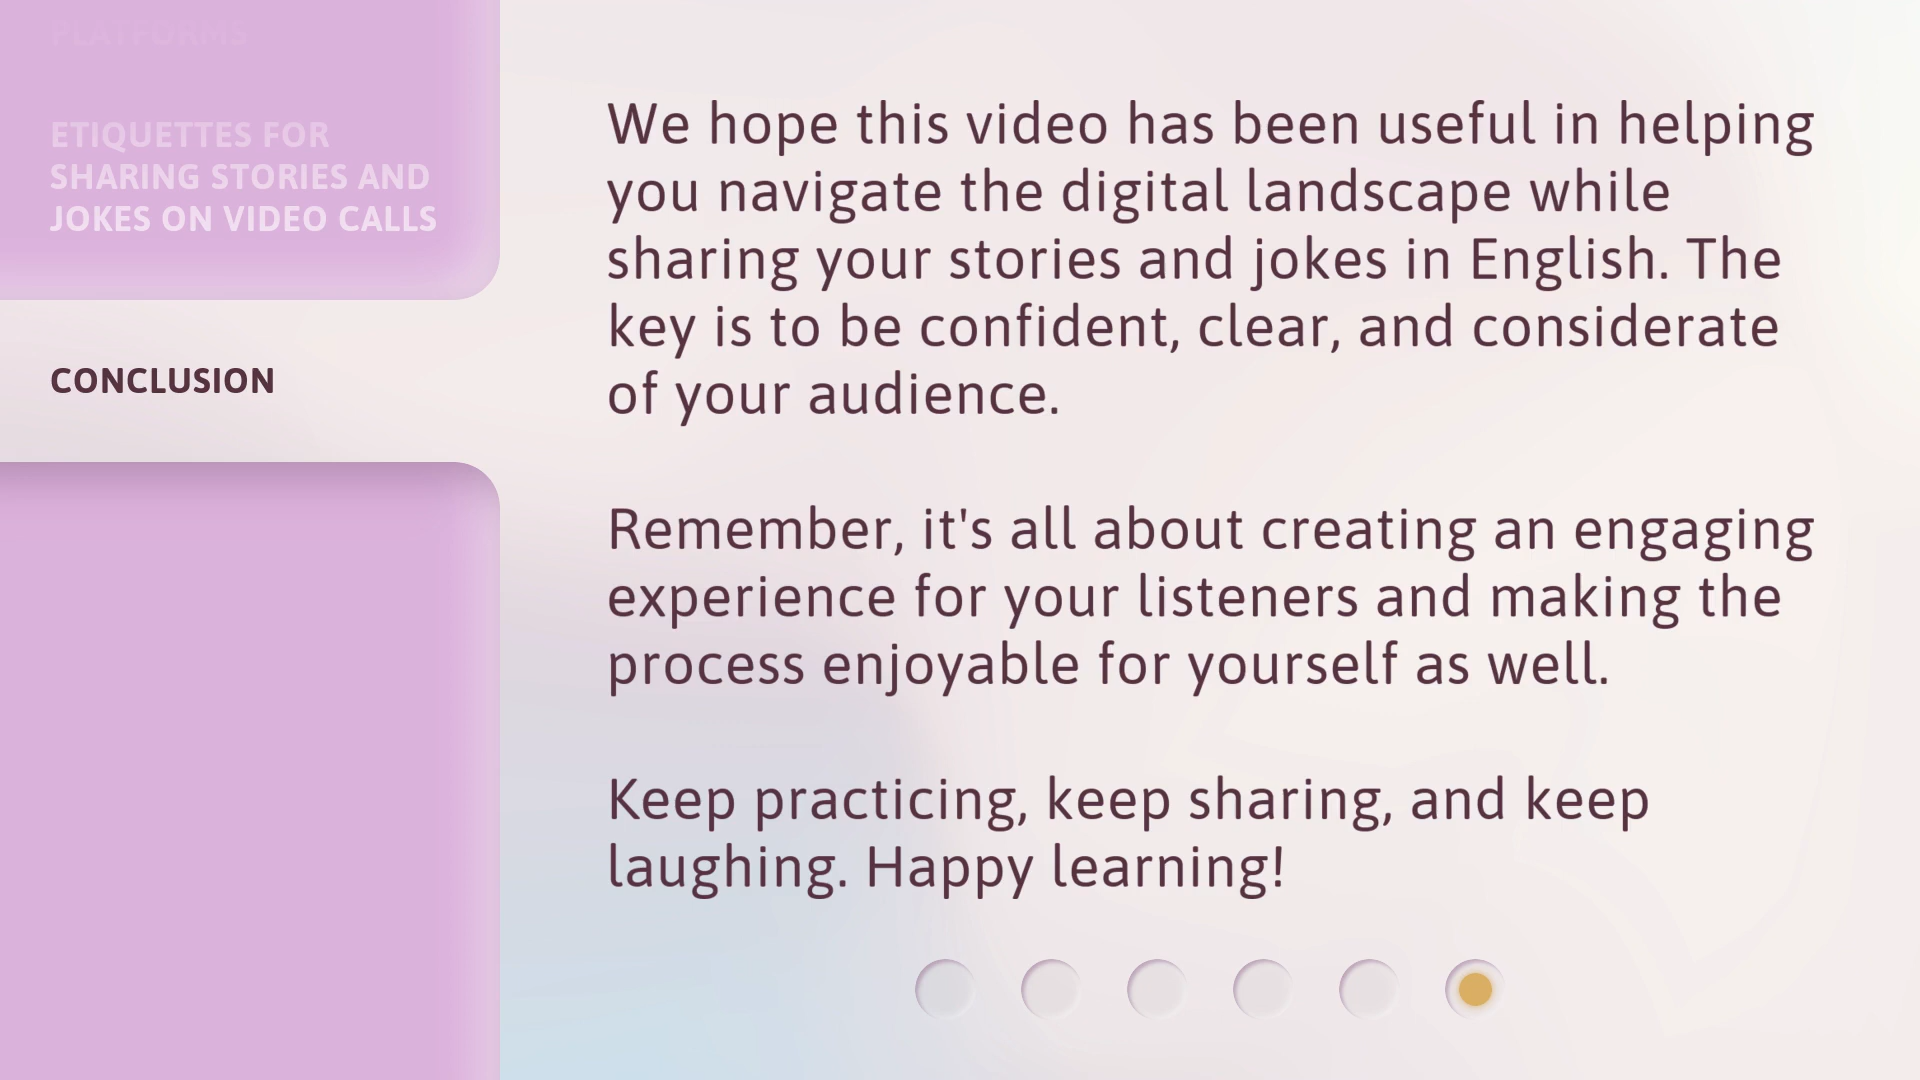 PLATFORMS
ETIQUETTES FOR
SHARING STORIES AND
JOKES ON VIDEO CALLS
CONCLUSION
We hope this video has been useful in helping
you navigate the digital landscape while
sharing your stories and jokes in English. The
key is to be confident, clear, and considerate
of your audience.
Remember, it's all about creating an engaging
experience for your listeners and making the
process enjoyable for yourself as well.
Keep practicing, keep sharing, and keep
laughing. Happy learning!